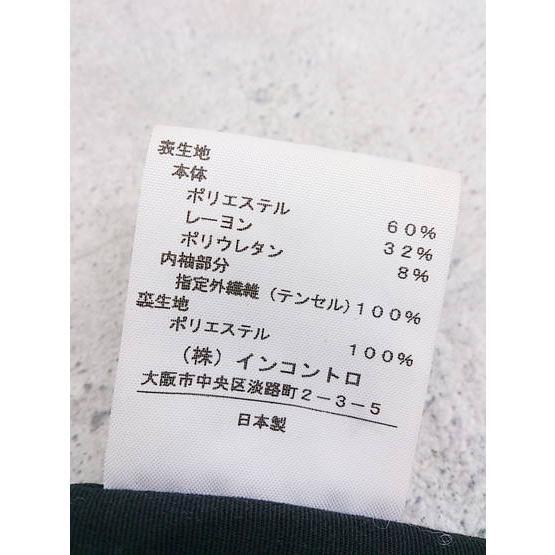 表生地
本体
ポリエステル 60%
レーヨン 32%
ポリウレタン 8%
内袖部分
指定外繊維(テンセル)100%
裏生地
ポリエステル 100%
(株)インコントロ
大阪市中央区淡路町2-3-5
日本製